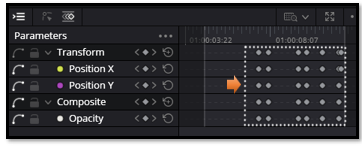 Parameters
01:00:03:22
01:00:08:07
Transform
Position X
Position Y
Composite
Opacity